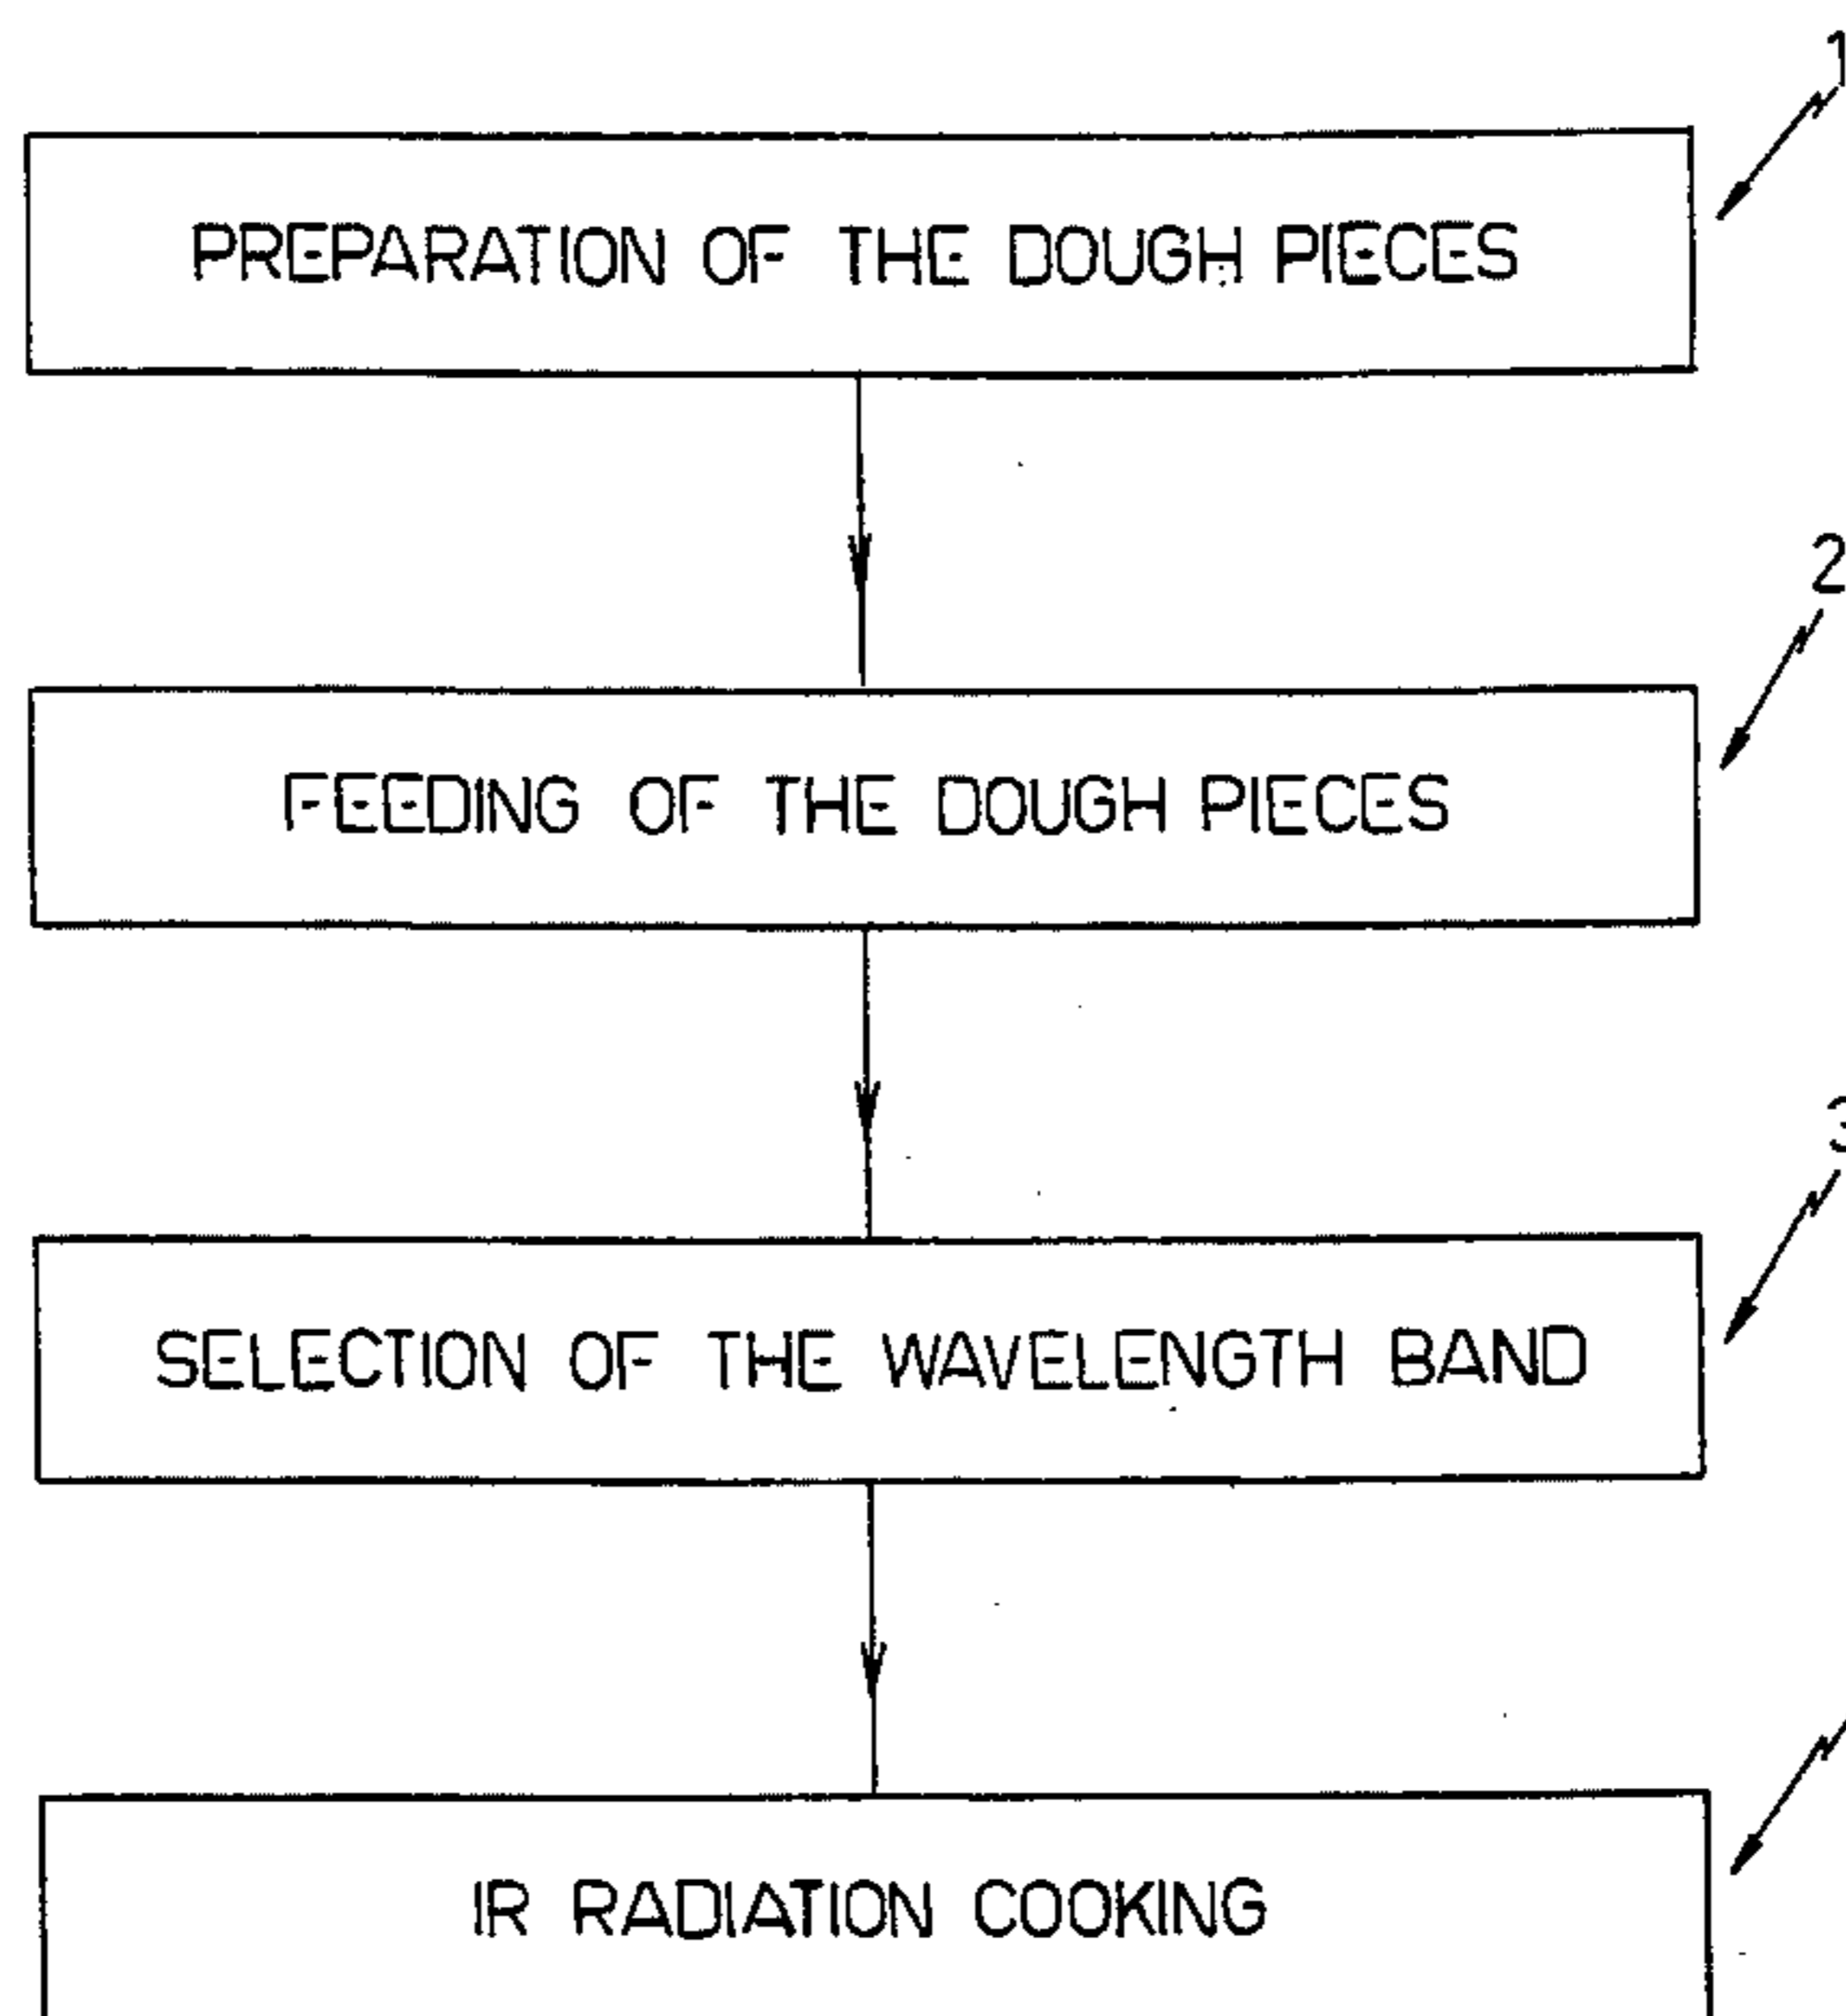 1
PREPARATION OF THE DOUGH PIECES
2
FEEDING OF THE DOUGH PIECES
3
SELECTION OF THE WAVELENGTH BAND
IR RADIATION COOKING